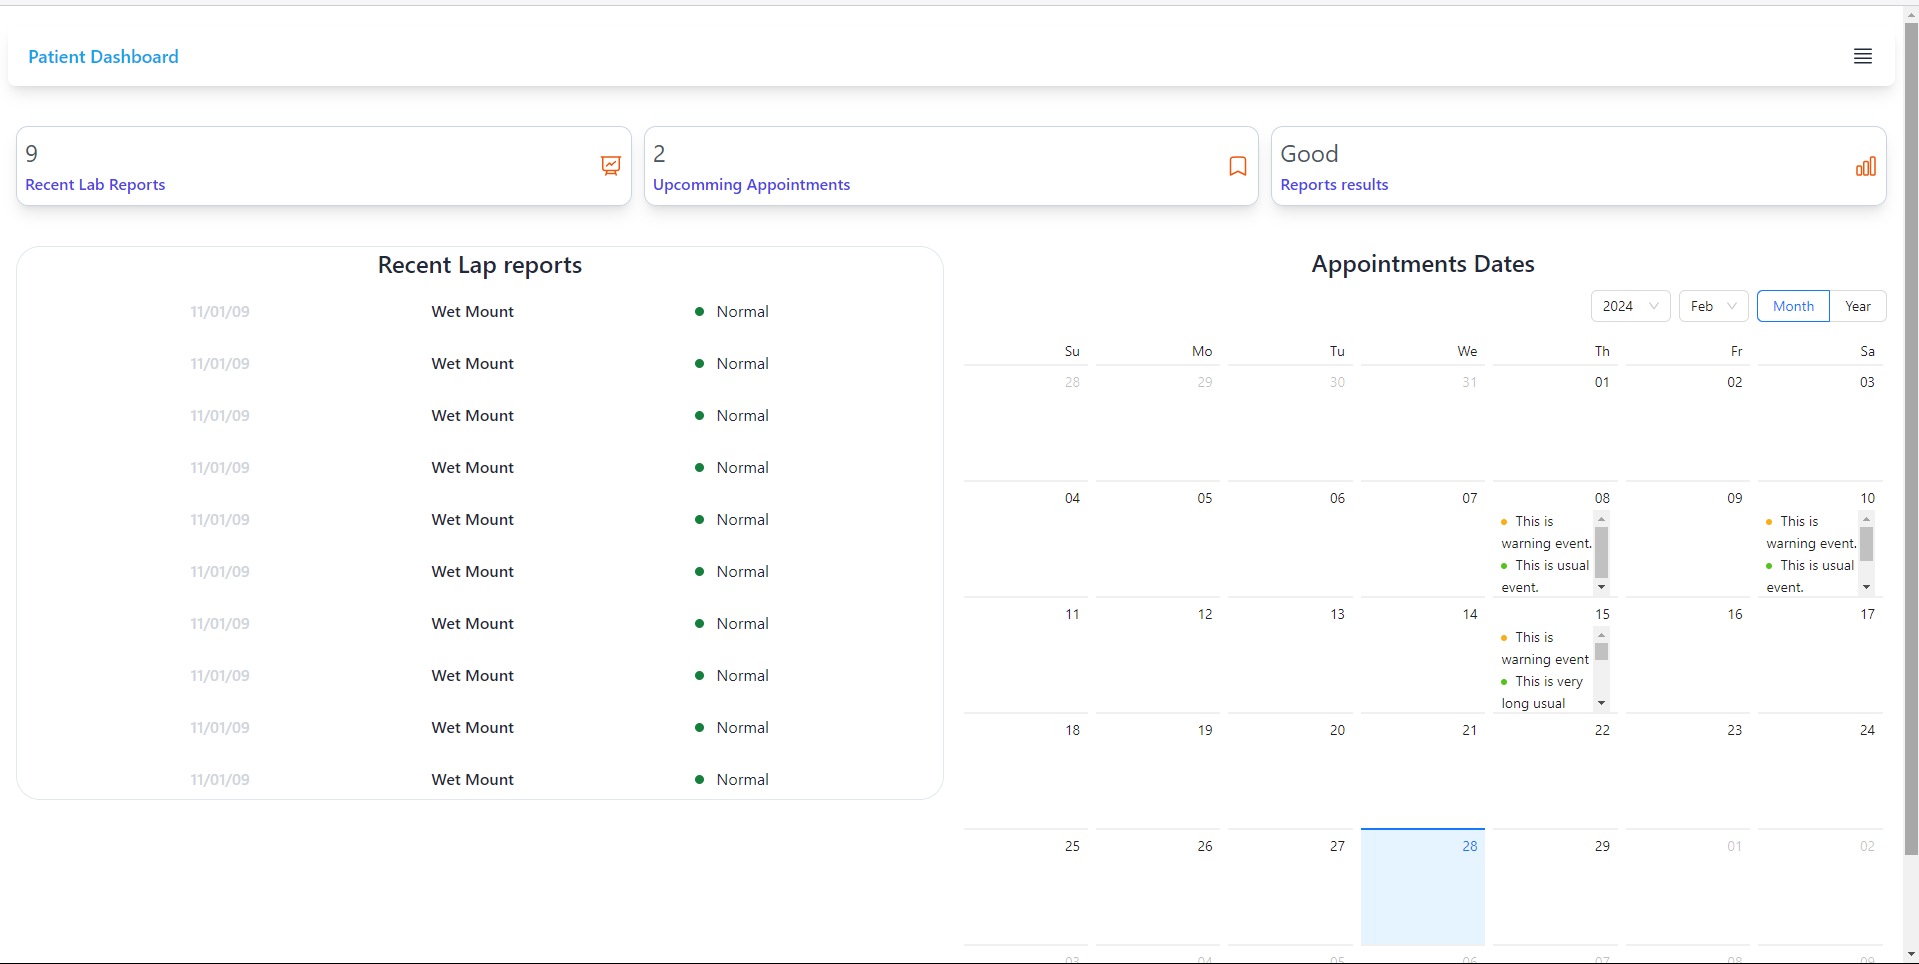 Patient Dashboard
9
Recent Lab Reports
2
Upcomming Appointments
Good
Reports results
Recent Lap reports
11/01/09 Wet Mount Normal
11/01/09 Wet Mount Normal
11/01/09 Wet Mount Normal
11/01/09 Wet Mount Normal
11/01/09 Wet Mount Normal
11/01/09 Wet Mount Normal
11/01/09 Wet Mount Normal
11/01/09 Wet Mount Normal
11/01/09 Wet Mount Normal
11/01/09 Wet Mount Normal
Appointments Dates
2024 Feb Month Year
Su Mo Tu We Th Fr Sa
28 29 30 31 01 02 03
04 05 06 07 08 09 10
This is
warning event.
This is usual
event.
This is
warning event.
This is usual
event.
11 12 13 14 15 16 17
This is
warning event
This is very
long usual
18 19 20 21 22 23 24
25 26 27 28 29 01 02
03 04 05 06 07 08 09